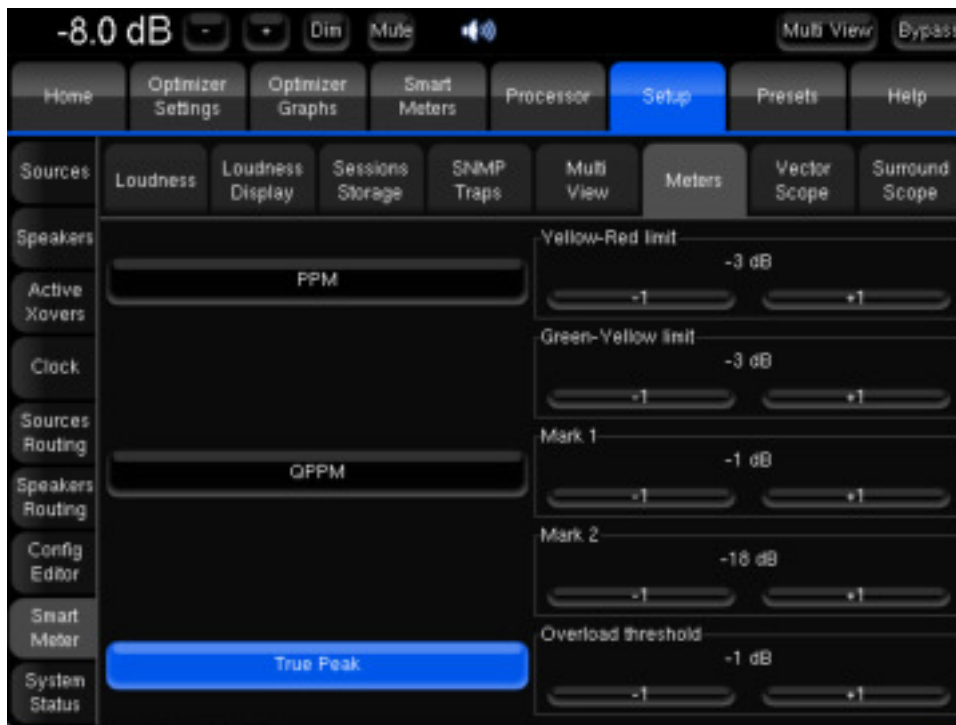 -8.0 dB - + Dim Mute Multi View Bypass
Home Optimizer Settings Optimizer Graphs Smart Meters Processor Setup Presets Help
Sources Loudness Loudness Display Sessions Storage SNMP Traps Multi View Meters Vector Scope Surround Scope
Speakers
Active Xovers
Clock
Sources Routing
Speakers Routing
Config Editor
Smart Meter
System Status
PPM
QPPM
True Peak
Yellow-Red limit
-3 dB
-1 +1
Green-Yellow limit
-3 dB
-1 +1
Mark 1
-1 dB
-1 +1
Mark 2
-18 dB
-1 +1
Overload threshold
-1 dB
-1 +1